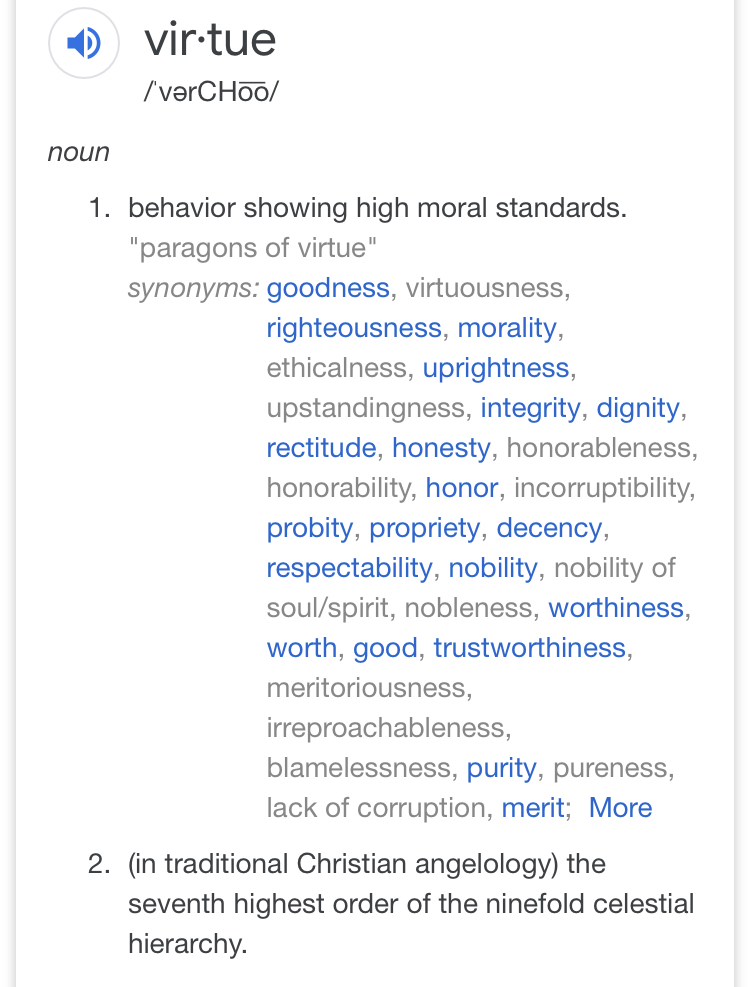 vir·tue
/ˈvərCHo͞o/
noun
1. behavior showing high moral standards.
"paragons of virtue"
synonyms: goodness, virtuousness,
righteousness, morality,
ethicalness, uprightness,
upstandingness, integrity, dignity,
rectitude, honesty, honorableness,
honorability, honor, incorruptibility,
probity, propriety, decency,
respectability, nobility, nobility of
soul/spirit, nobleness, worthiness,
worth, good, trustworthiness,
meritoriousness,
irreproachableness,
blamelessness, purity, pureness,
lack of corruption, merit; More
2. (in traditional Christian angelology) the
seventh highest order of the ninefold celestial
hierarchy.